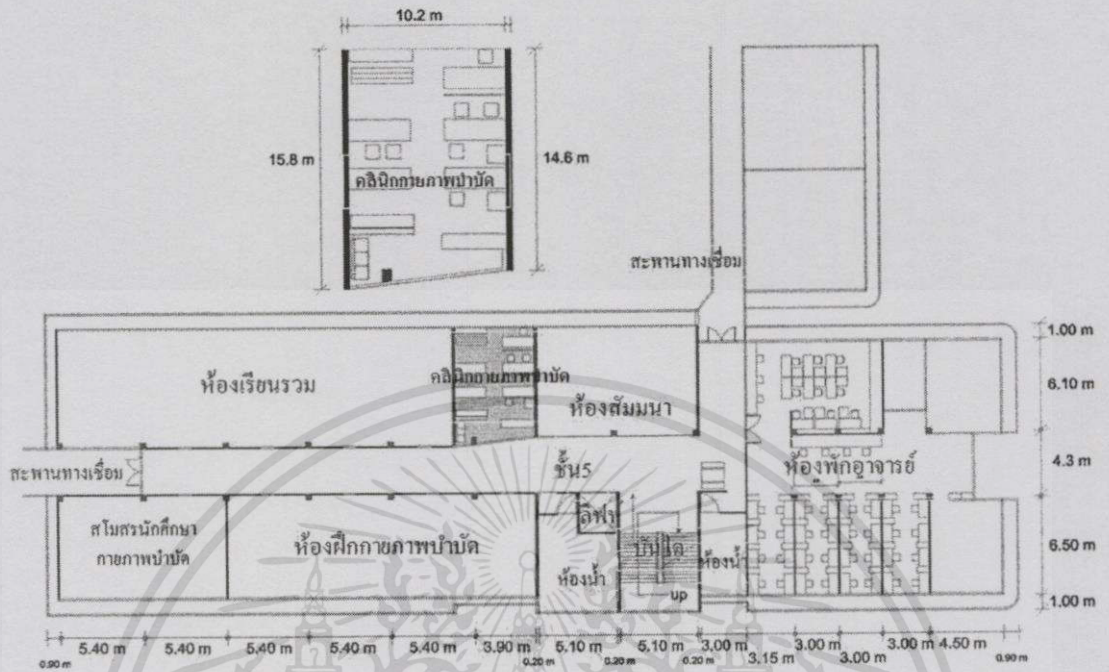 10.2 m
15.8 m
14.6 m
คลินิกกายภาพบำบัด
สะพานทางเชื่อม
1.00 m
ห้องเรียนรวม
คลินิกกายภาพบำบัด
ห้องสัมมนา
6.10 m
สะพานทางเชื่อม
ชั้น5
ห้องพักอาจารย์
4.3 m
สโมสรนักศึกษา
กายภาพบำบัด
ห้องฝึกกายภาพบำบัด
ลิฟท์
ห้องน้ำ
บันได
up
ห้องน้ำ
6.50 m
1.00 m
0.90 m
5.40 m
5.40 m
5.40 m
5.40 m
5.40 m
3.90 m
0.20 m
5.10 m
0.20 m
5.10 m
0.20 m
3.00 m
3.15 m
3.00 m
3.00 m
3.00 m
4.50 m
0.90 m